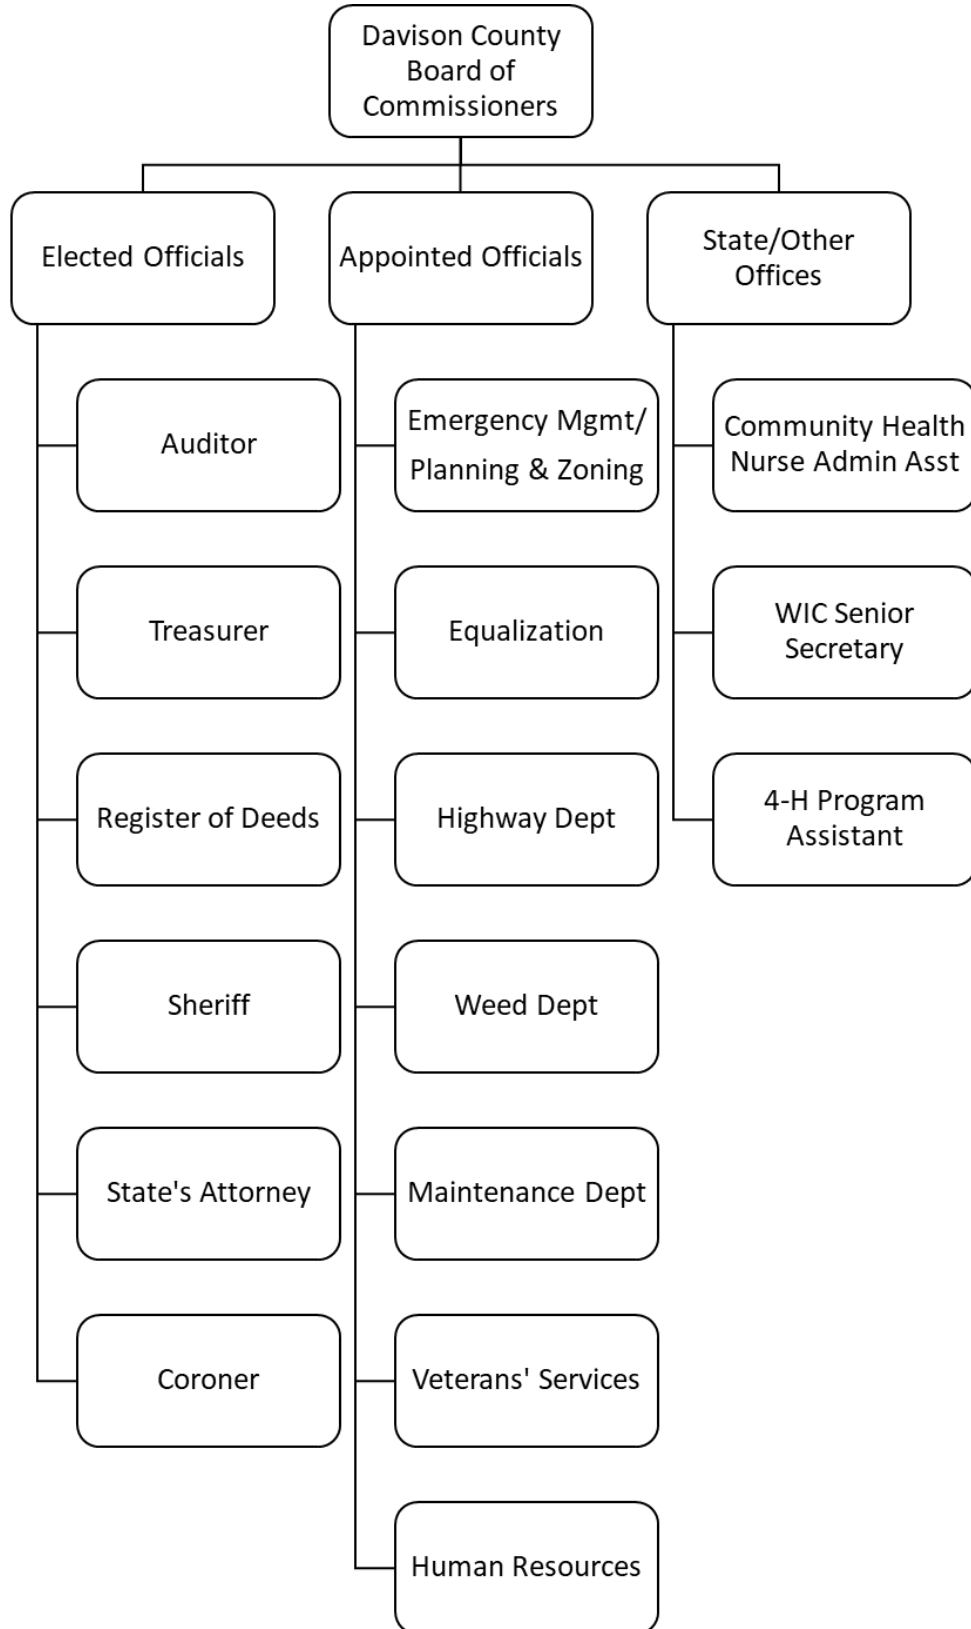 Davison County
Board of
Commissioners
Elected Officials
Appointed Officials
State/Other
Offices
Auditor
Treasurer
Register of Deeds
Sheriff
State's Attorney
Coroner
Emergency Mgmt/
Planning & Zoning
Equalization
Highway Dept
Weed Dept
Maintenance Dept
Veterans' Services
Human Resources
Community Health
Nurse Admin Asst
WIC Senior
Secretary
4-H Program
Assistant